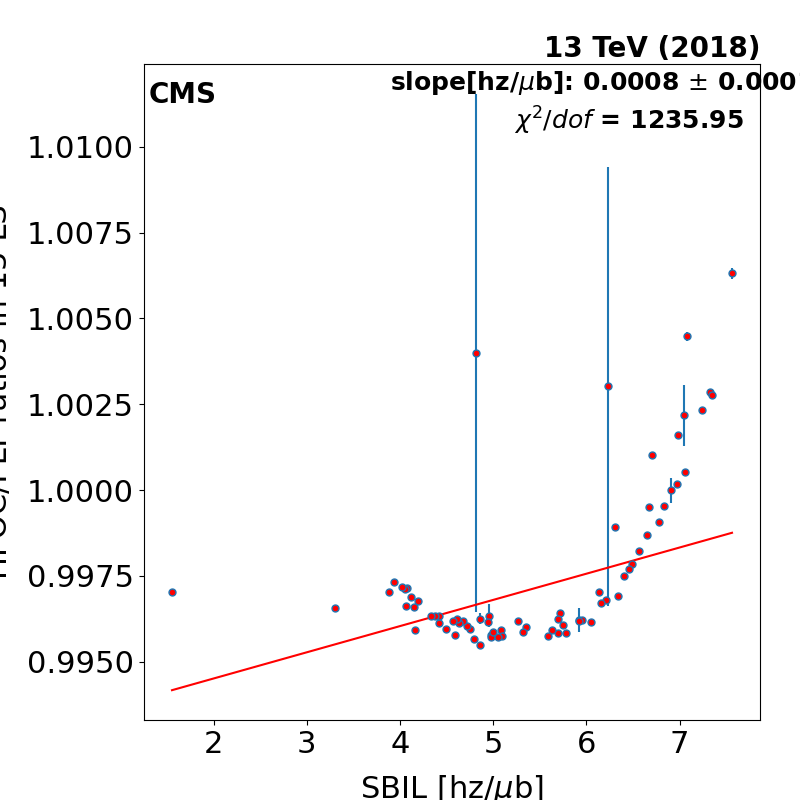 13 TeV (2018)
CMS
slope[hz/μb]: 0.0008 ± 0.000
χ²/dof = 1235.95
1.0100
1.0075
1.0050
1.0025
1.0000
0.9975
0.9950
2 3 4 5 6 7
SBIL [hz/μb]